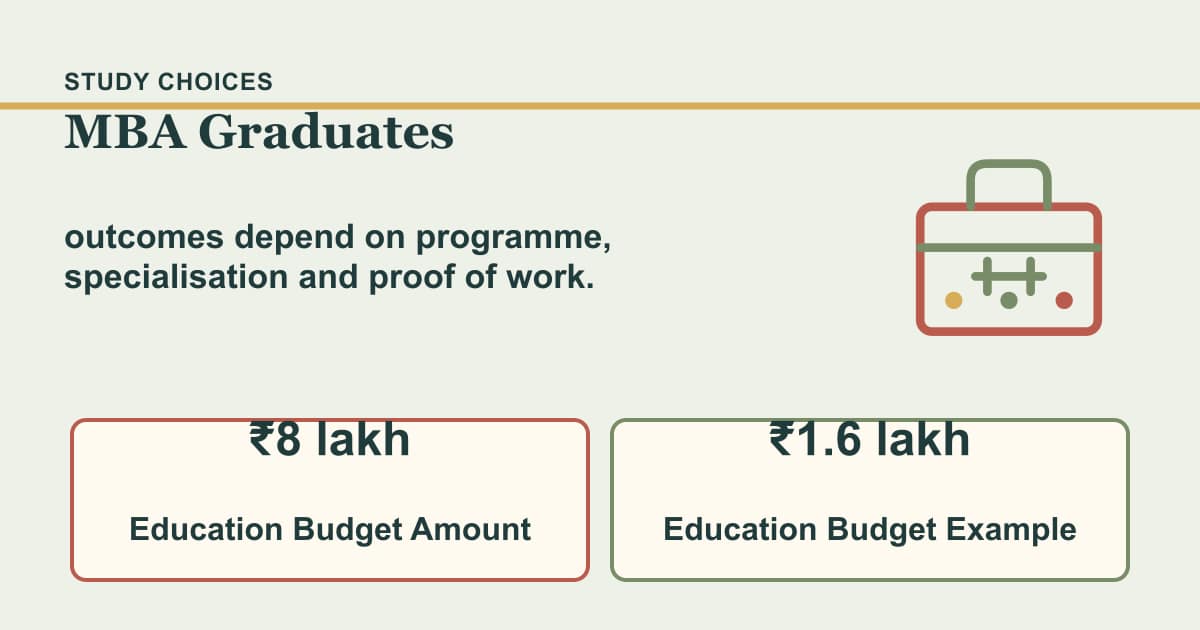 STUDY CHOICES
MBA Graduates
outcomes depend on programme,
specialisation and proof of work.
₹8 lakh
Education Budget Amount
₹1.6 lakh
Education Budget Example